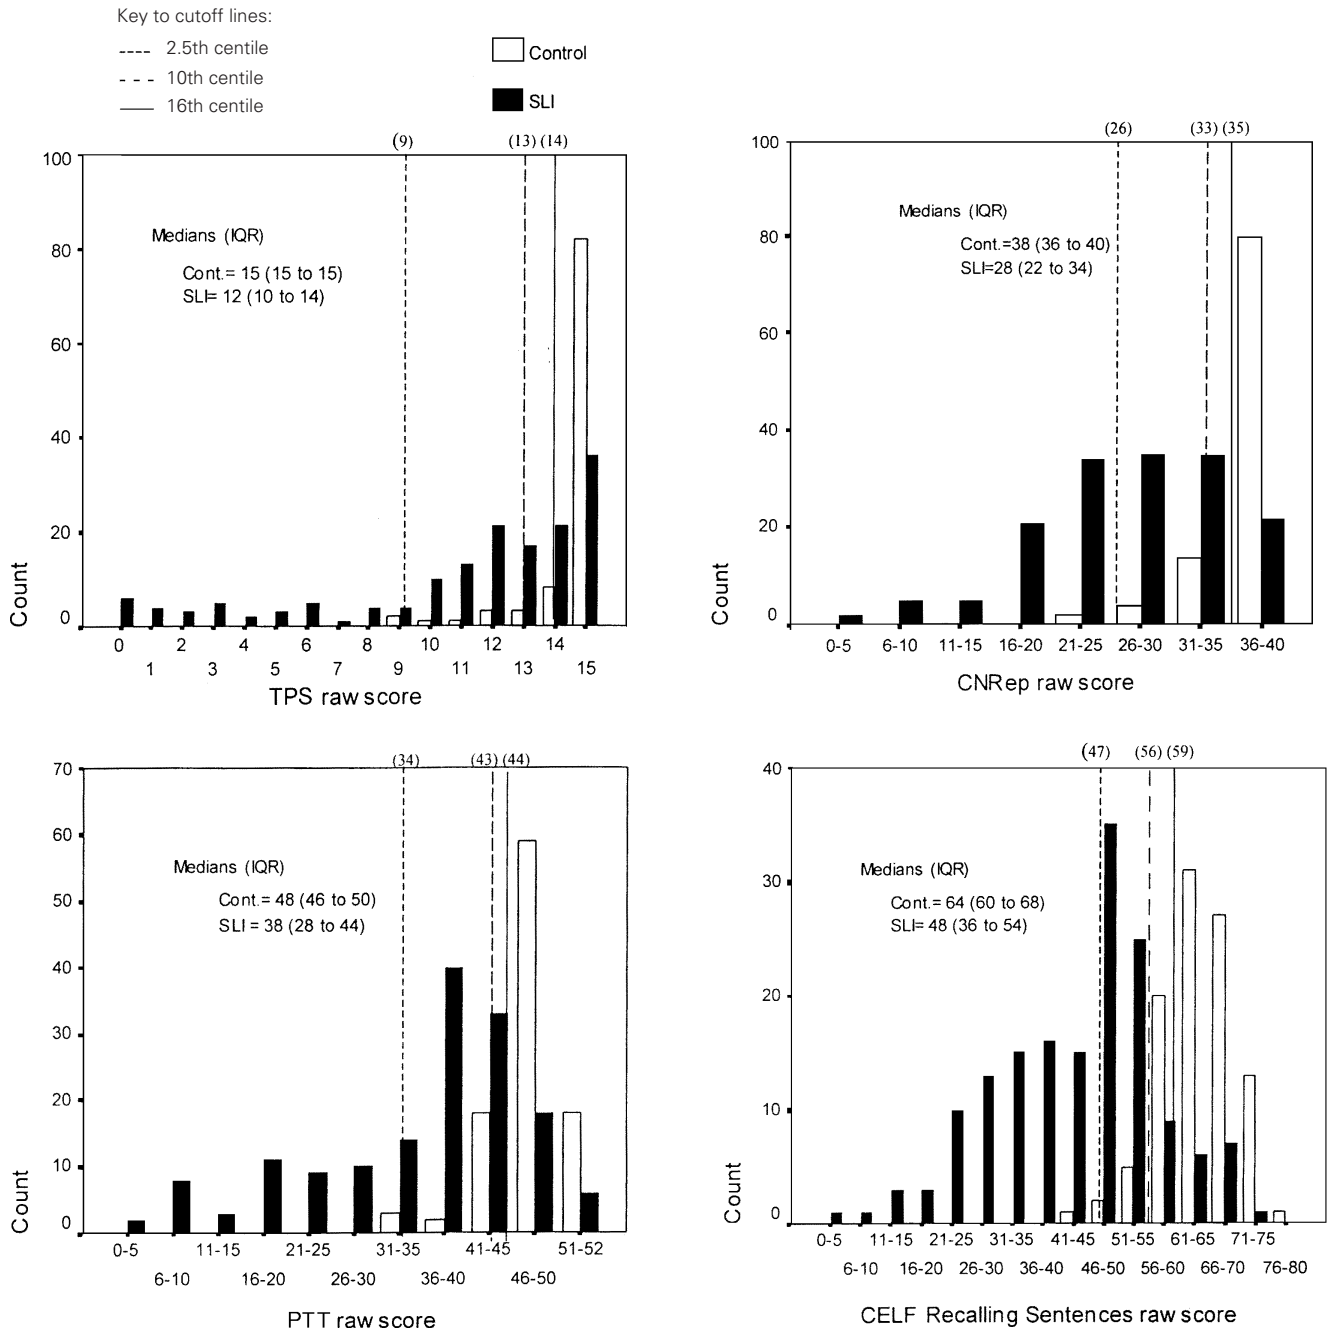 Key to cutoff lines:
2.5th centile
10th centile
16th centile
Control
SLI
(9) (13) (14)
100
80
60
40
20
0
Count
Medians (IQR)
Cont.= 15 (15 to 15)
SLI= 12 (10 to 14)
0 2 4 6 8 10 12 14
1 3 5 7 9 11 13 15
TPS raw score
(26) (33) (35)
100
80
60
40
20
0
Count
Medians (IQR)
Cont.=38 (36 to 40)
SLI=28 (22 to 34)
0-5 6-10 11-15 16-20 21-25 26-30 31-35 36-40
CNRep raw score
(34) (43) (44)
70
60
50
40
30
20
10
0
Count
Medians (IQR)
Cont.= 48 (46 to 50)
SLI = 38 (28 to 44)
0-5 11-15 21-25 31-35 41-45 51-52
6-10 16-20 26-30 36-40 46-50
PTT raw score
(47) (56) (59)
40
30
20
10
0
Count
Medians (IQR)
Cont.= 64 (60 to 68)
SLI= 48 (36 to 54)
0-5 11-15 21-25 31-35 41-45 51-55 61-65 71-75
6-10 16-20 26-30 36-40 46-50 56-60 66-70 76-80
CELF Recalling Sentences raw score